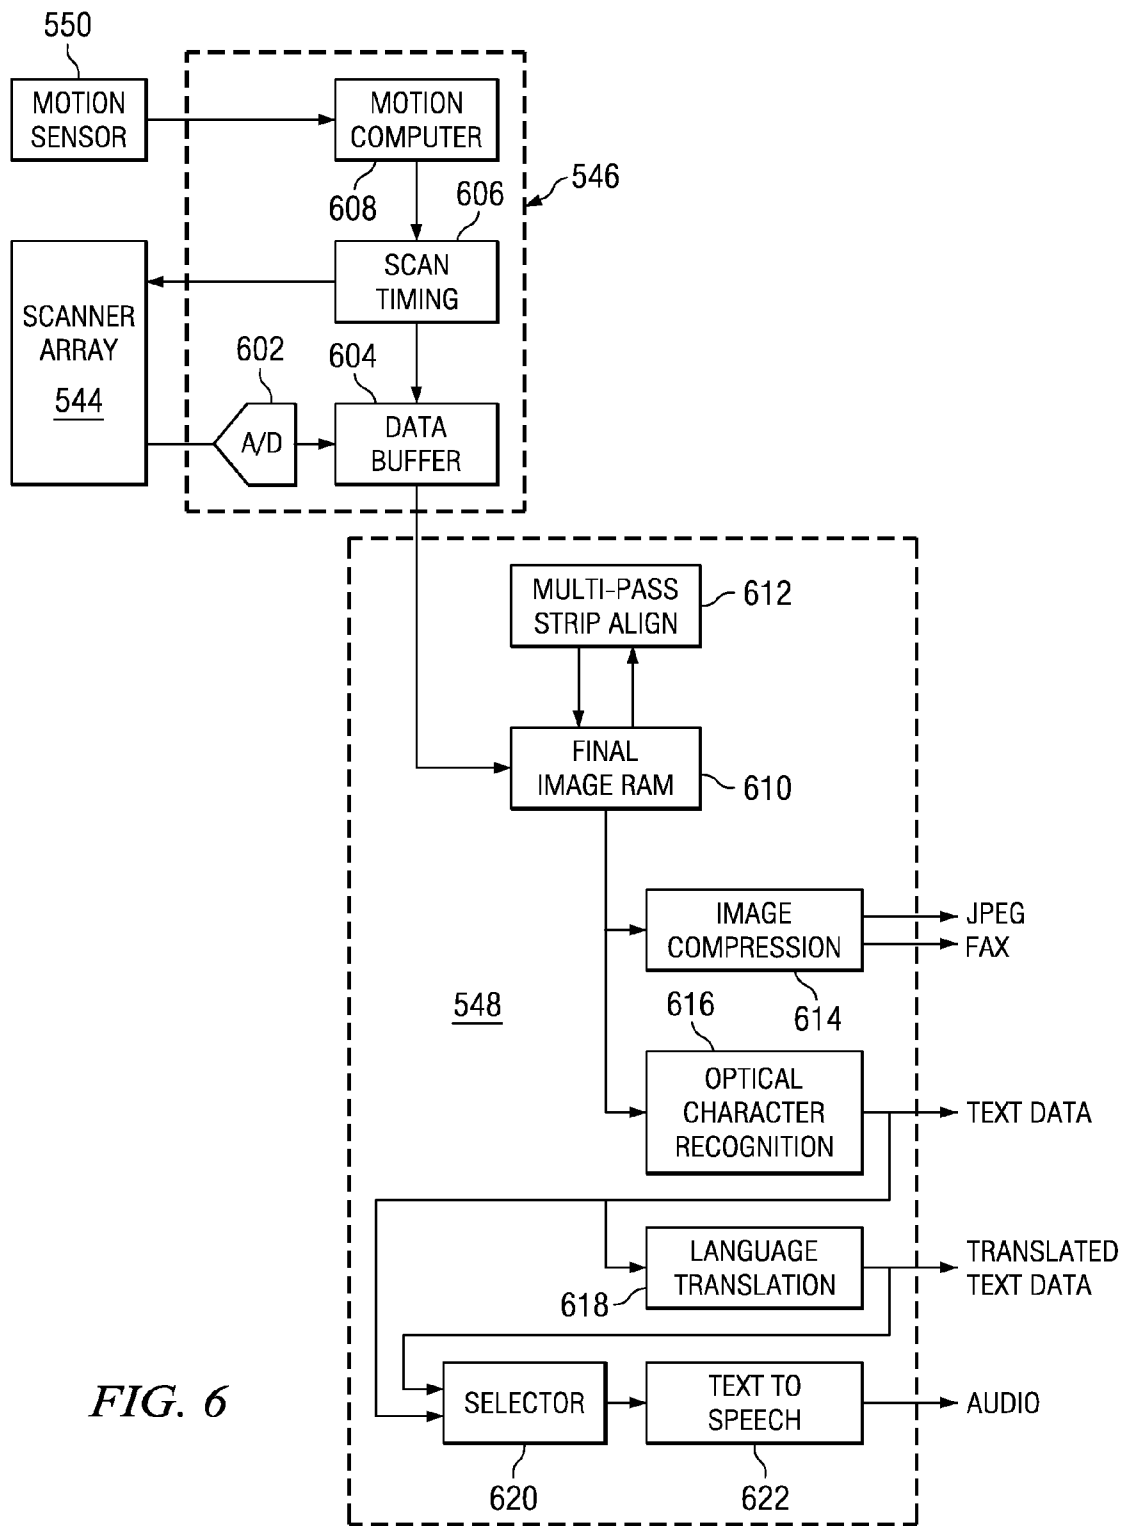 550
MOTION
SENSOR
MOTION
COMPUTER
608
606
546
SCANNER
ARRAY
544
SCAN
TIMING
602
604
A/D
DATA
BUFFER
MULTI-PASS
STRIP ALIGN
612
FINAL
IMAGE RAM
610
IMAGE
COMPRESSION
JPEG
FAX
614
548
616
OPTICAL
CHARACTER
RECOGNITION
TEXT DATA
LANGUAGE
TRANSLATION
618
TRANSLATED
TEXT DATA
SELECTOR
620
TEXT TO
SPEECH
622
AUDIO
FIG. 6